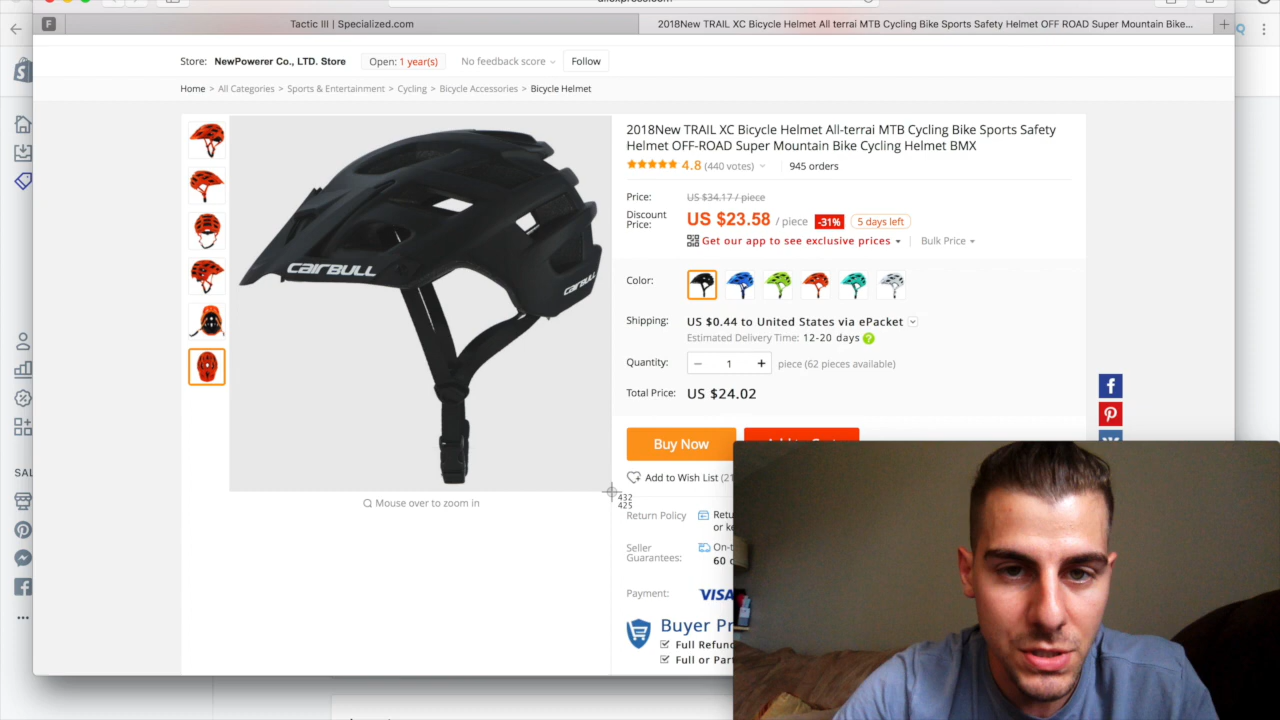 Tactic III | Specialized.com
2018New TRAIL XC Bicycle Helmet All terrai MTB Cycling Bike Sports Safety Helmet OFF ROAD Super Mountain Bike...
F
Store: NewPowerer Co., LTD. Store Open: 1 year(s) No feedback score Follow
Home > All Categories > Sports & Entertainment > Cycling > Bicycle Accessories > Bicycle Helmet
2018New TRAIL XC Bicycle Helmet All-terrai MTB Cycling Bike Sports Safety
Helmet OFF-ROAD Super Mountain Bike Cycling Helmet BMX
4.8 (440 votes) 945 orders
Price: US $34.17 / piece
Discount Price: US $23.58 / piece -31% 5 days left
Get our app to see exclusive prices Bulk Price
Color:
Shipping: US $0.44 to United States via ePacket
Estimated Delivery Time: 12-20 days ?
Quantity: − 1 + piece (62 pieces available)
Total Price: US $24.02
Buy Now
Add to Wish List
CAIRBULL
CAIRBULL
Mouse over to zoom in
432
425
Return Policy
Seller
Guarantees:
60
Payment: VISA
Buyer
Full
Full or
SAL